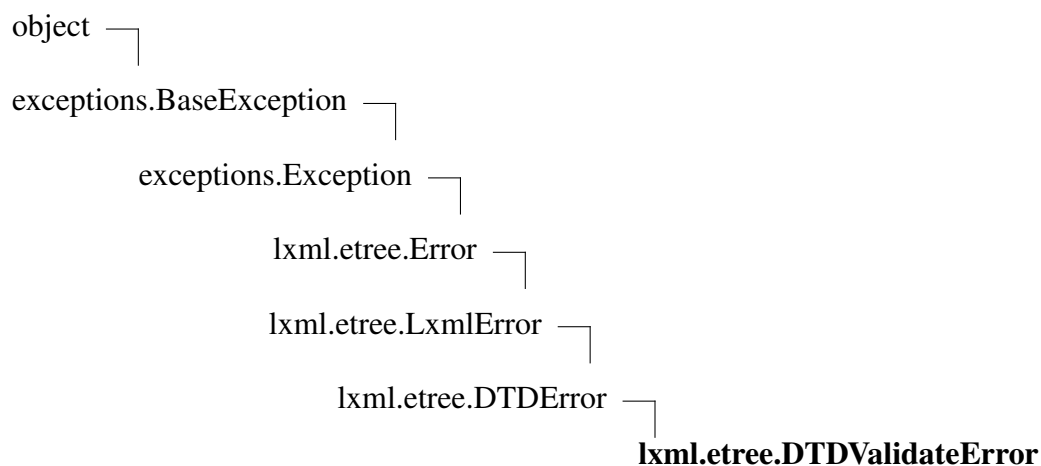 object
exceptions.BaseException
exceptions.Exception
lxml.etree.Error
lxml.etree.LxmlError
lxml.etree.DTDError
lxml.etree.DTDValidateError